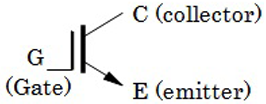 C (collector)
G
(Gate)
E (emitter)